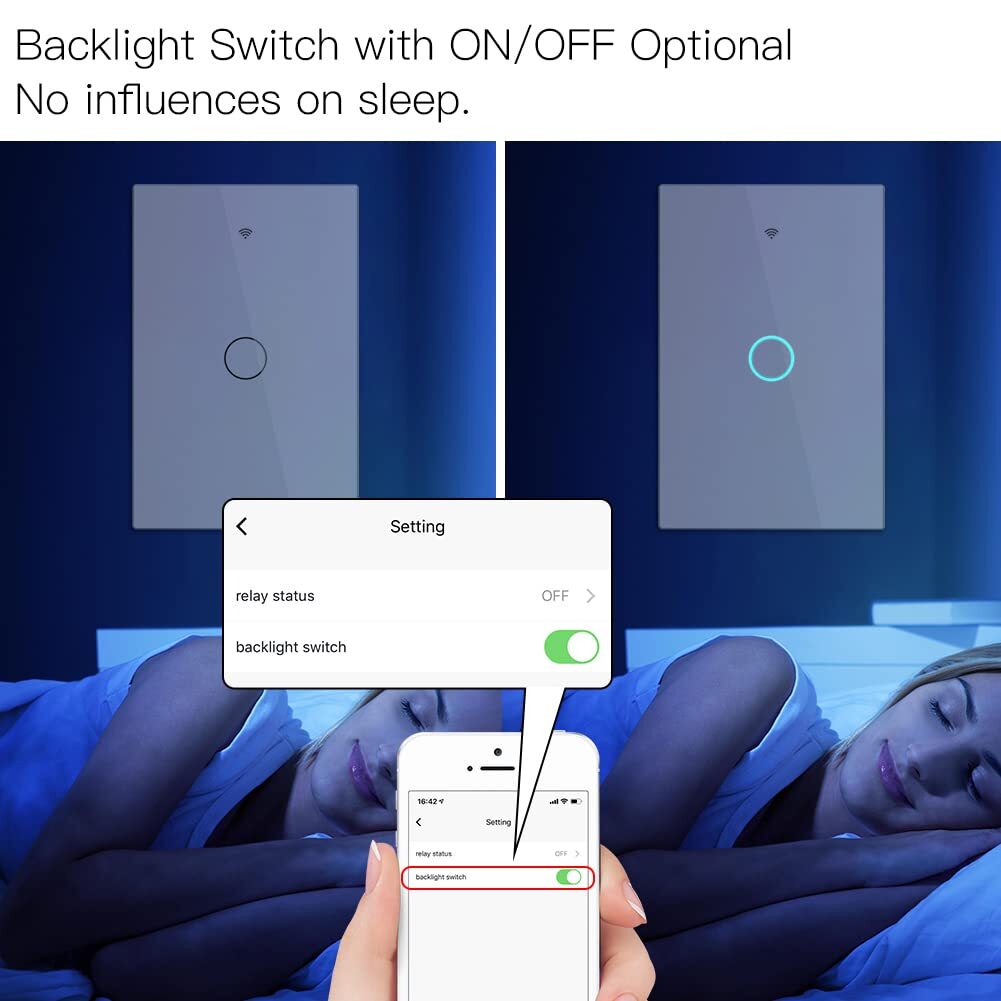 Backlight Switch with ON/OFF Optional
No influences on sleep.
Setting
relay status OFF
backlight switch
16:42
Setting
relay status OFF
backlight switch